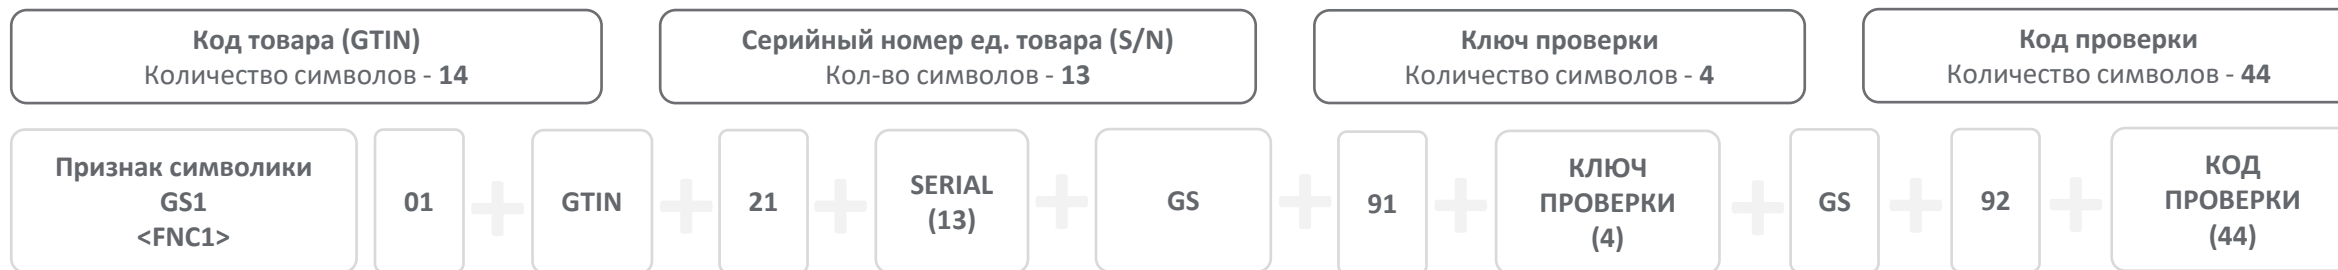 Код товара (GTIN)
Количество символов - 14
Серийный номер ед. товара (S/N)
Кол-во символов - 13
Ключ проверки
Количество символов - 4
Код проверки
Количество символов - 44
Признак символики
GS1
<FNC1>
01
+
GTIN
+
21
+
SERIAL
(13)
+
GS
+
91
+
КЛЮЧ
ПРОВЕРКИ
(4)
+
GS
+
92
+
КОД
ПРОВЕРКИ
(44)